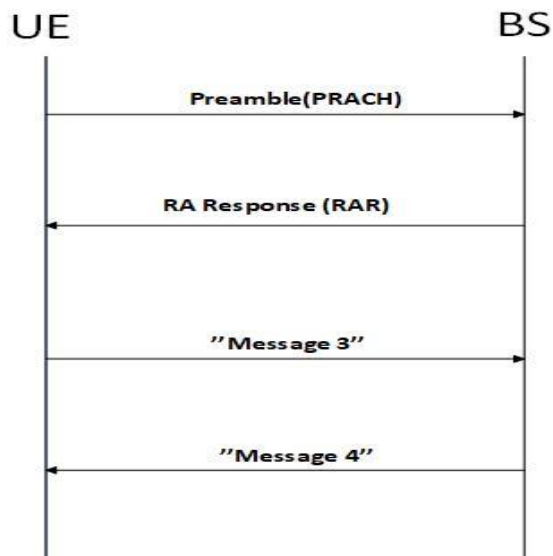 UE
BS
Preamble(PRACH)
RA Response (RAR)
’’Message 3’’
’’Message 4’’